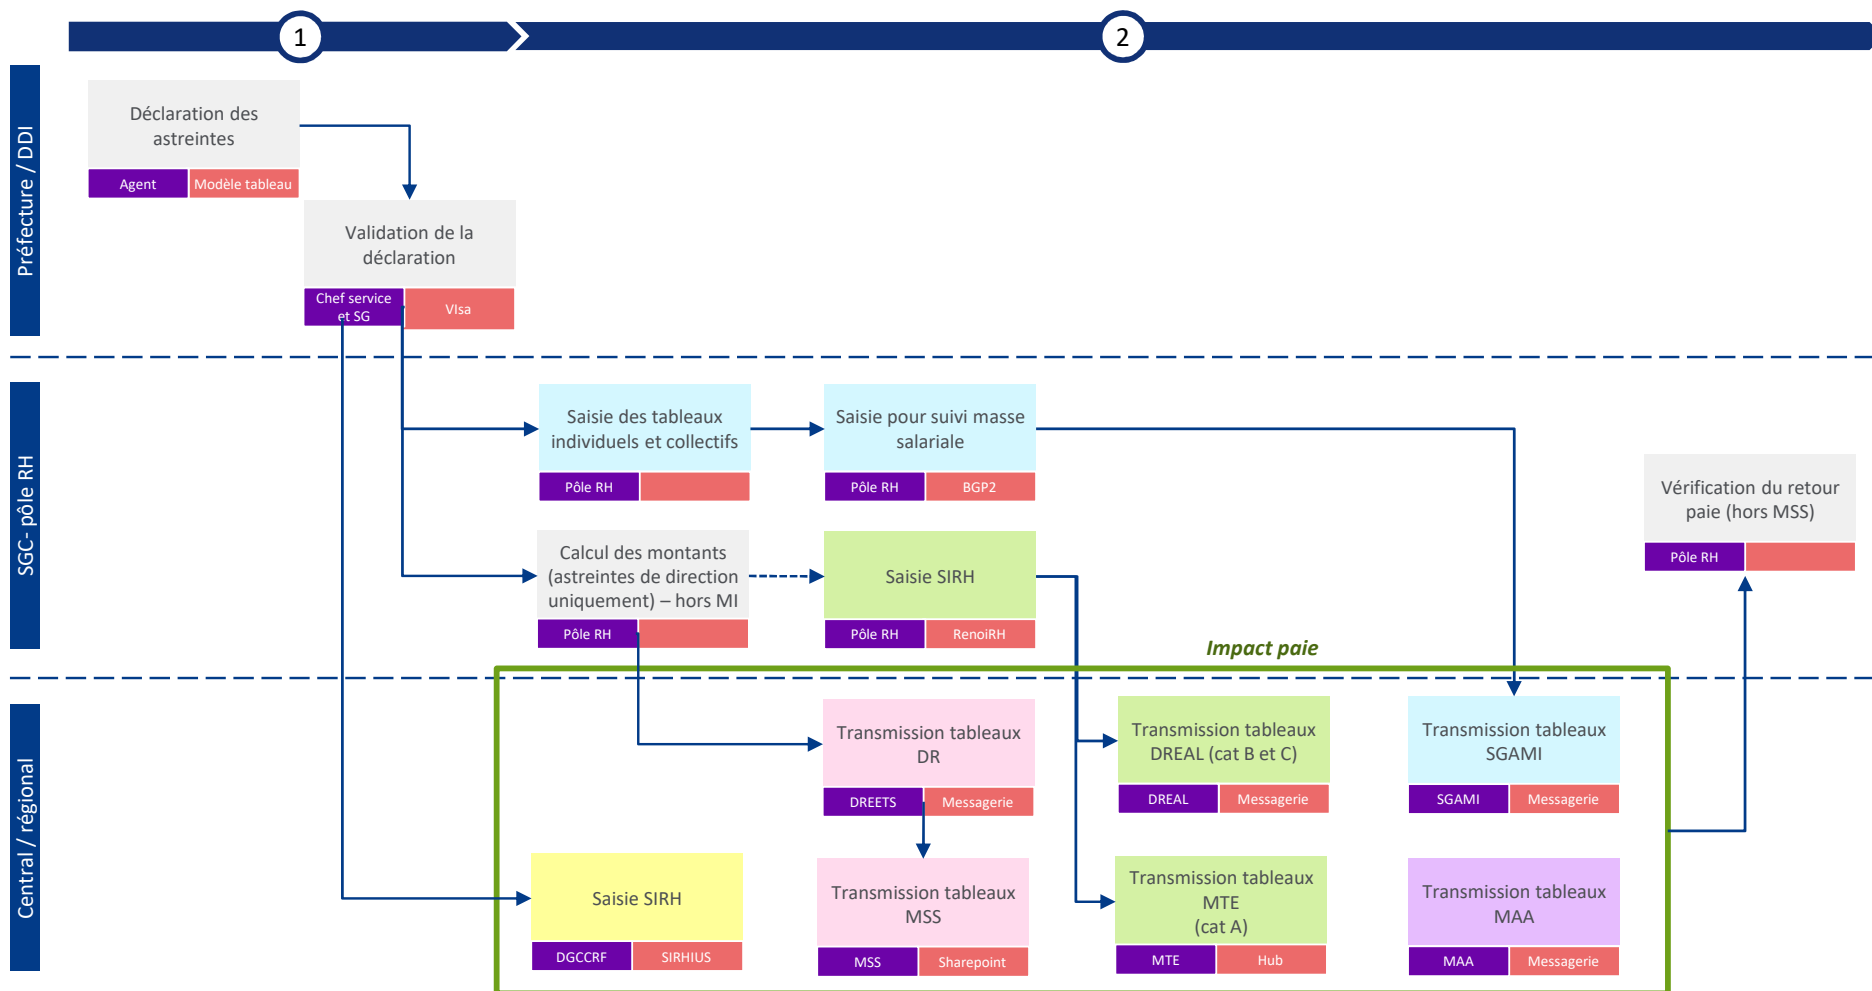 1
2
Préfecture / DDI
Déclaration des
astreintes
Agent
Modèle tableau
Validation de la
déclaration
Chef service
et SG
VIsa
SGC- pôle RH
Saisie des tableaux
individuels et collectifs
Pôle RH
Saisie pour suivi masse
salariale
Pôle RH
BGP2
Calcul des montants
(astreintes de direction
uniquement) – hors MI
Pôle RH
Saisie SIRH
Pôle RH
RenoiRH
Vérification du retour
paie (hors MSS)
Pôle RH
Impact paie
Central / régional
Transmission tableaux
DR
DREETS
Messagerie
Transmission tableaux
DREAL (cat B et C)
DREAL
Messagerie
Transmission tableaux
SGAMI
SGAMI
Messagerie
Saisie SIRH
DGCCRF
SIRHIUS
Transmission tableaux
MSS
MSS
Sharepoint
Transmission tableaux
MTE
(cat A)
MTE
Hub
Transmission tableaux
MAA
MAA
Messagerie